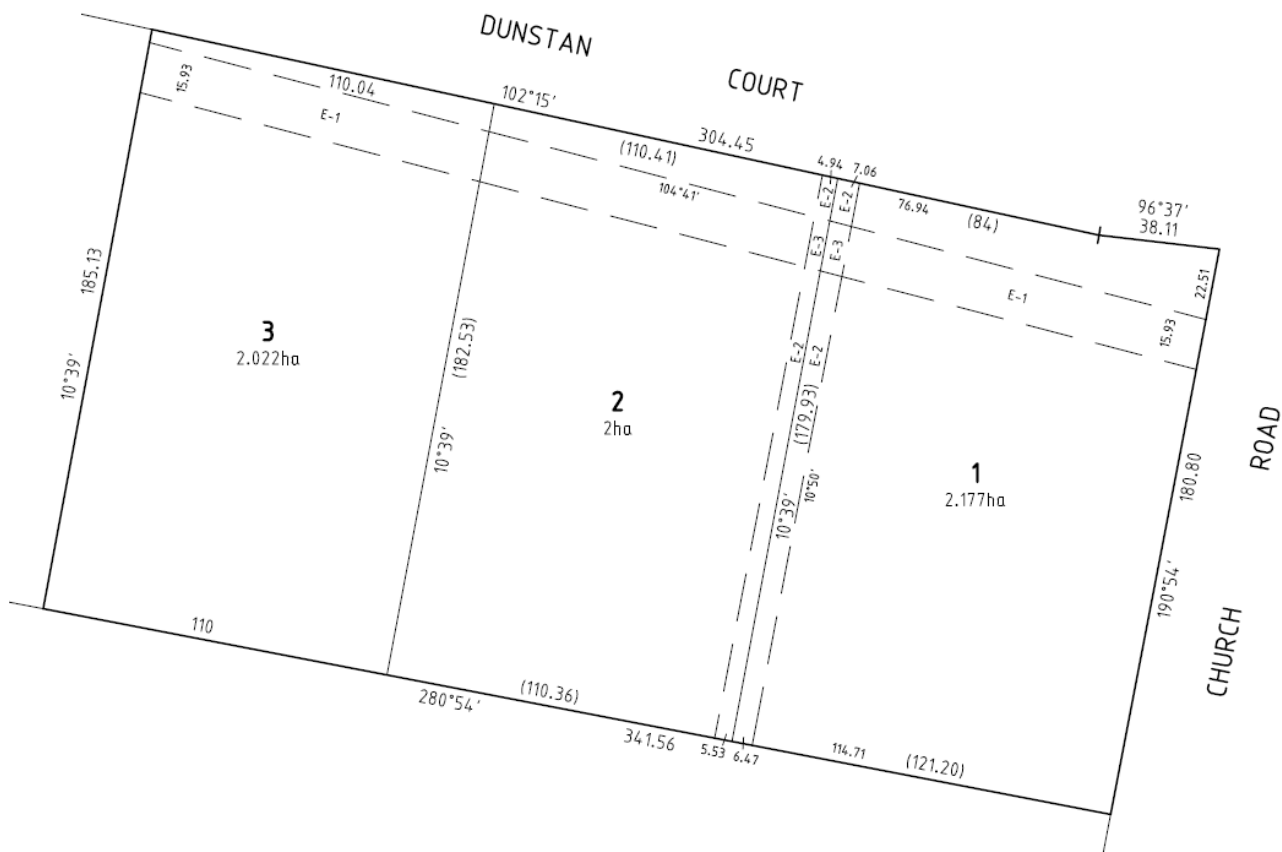 DUNSTAN
COURT
15.93
110.04
102°15'
E-1
(110.41)
304.45
104°41'
4.94
7.06
E-2
E-2
76.94
(84)
96°37'
38.11
E-3
E-3
E-1
22.51
15.93
185.13
10°39'
3
2.022ha
(182.53)
10°39'
2
2ha
E-2
E-2
(179.93)
10°39'
10°50'
1
2.177ha
180.80
190°54'
ROAD
CHURCH
110
280°54'
(110.36)
341.56
5.53
6.47
114.71
(121.20)